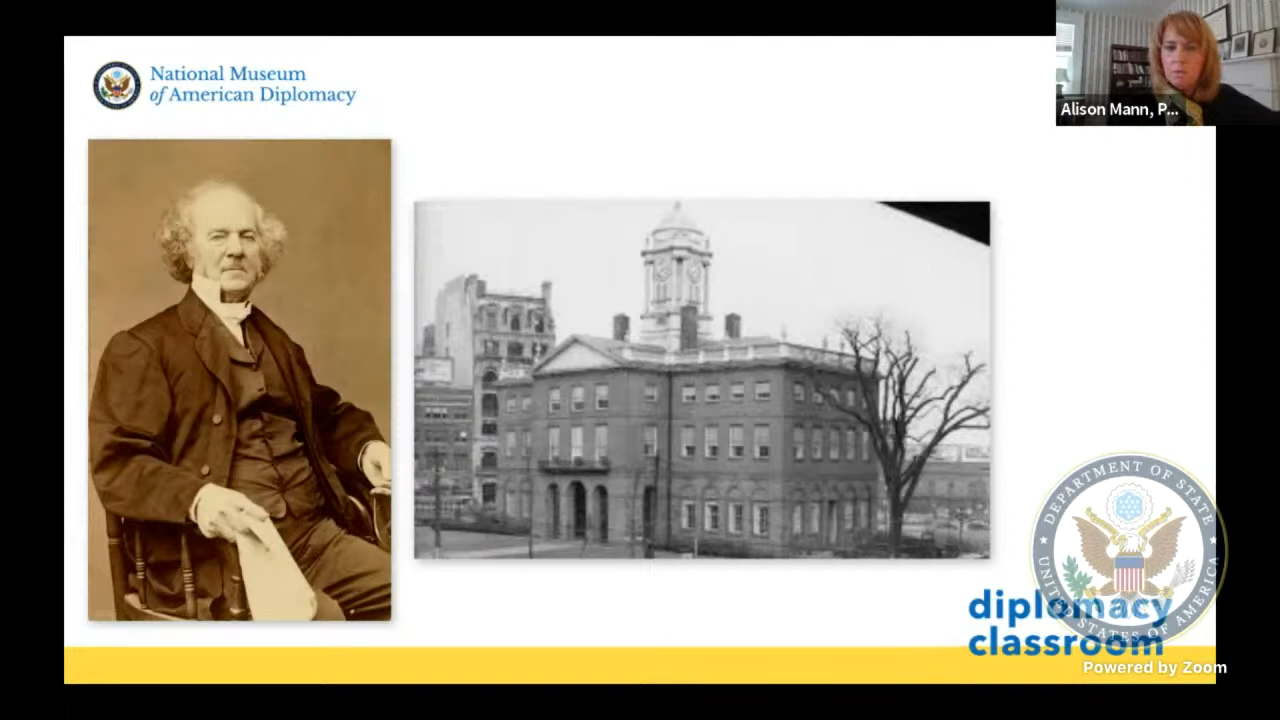 National Museum
of American Diplomacy
Alison Mann, P...
DEPARTMENT OF STATE
UNITED STATES OF AMERICA
diplomacy
classroom
Powered by Zoom